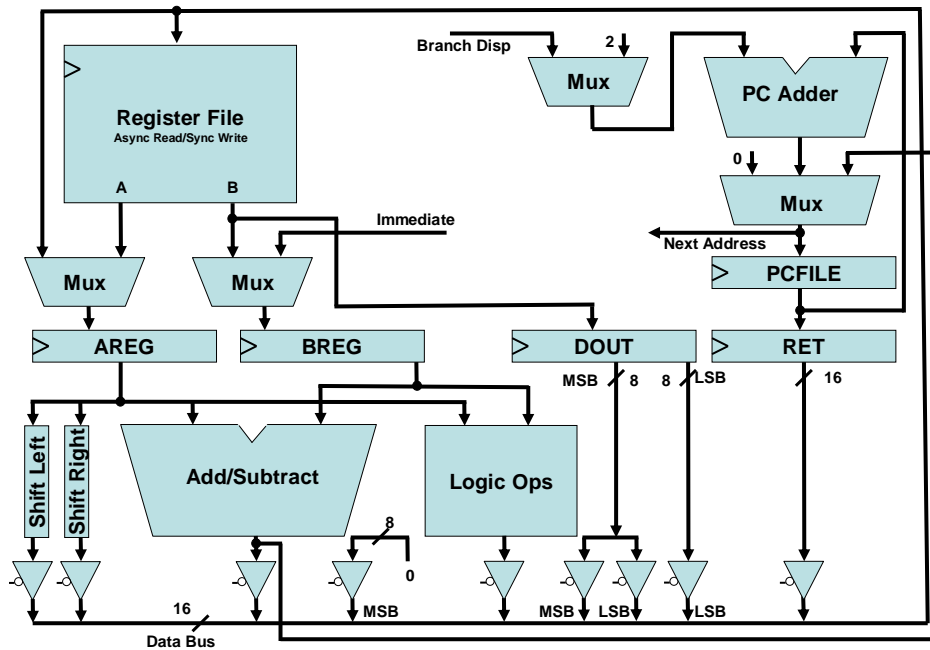 Branch Disp
2
Mux
PC Adder
Register File
Async Read/Sync Write
A
B
0
Mux
Immediate
Next Address
Mux
Mux
PCFILE
AREG
BREG
DOUT
RET
MSB
8
8
LSB
16
Shift Left
Shift Right
Add/Subtract
Logic Ops
8
0
MSB
MSB
LSB
LSB
16
Data Bus